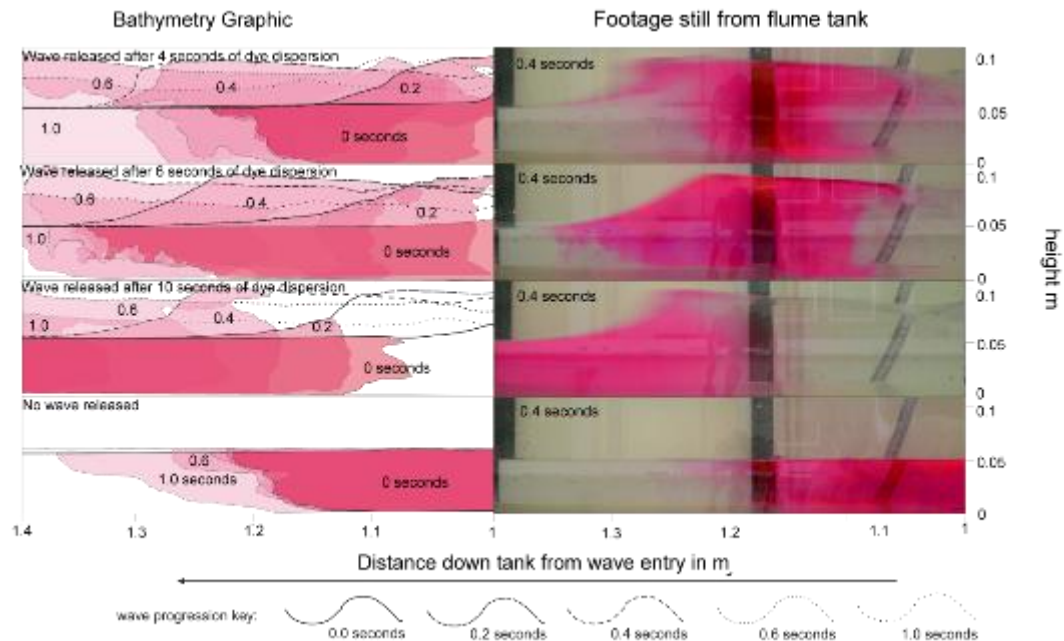 Bathymetry Graphic
Footage still from flume tank
Wave released after 4 seconds of dye dispersion
0.6
0.4
0.2
1.0
0 seconds
0.4 seconds
0.1
0.05
0
Wave released after 6 seconds of dye dispersion
0.6
0.4
0.2
1.0
0 seconds
0.4 seconds
0.1
0.05
0
Wave released after 10 seconds of dye dispersion
0.6
0.4
1.0
0.2
0 seconds
0.4 seconds
0.1
0.05
0
No wave released
0.6
1.0 seconds
0 seconds
0.4 seconds
0.1
0.05
0
height m
1.4
1.3
1.2
1.1
1
1.3
1.2
1.1
1
Distance down tank from wave entry in m
wave progression key:
0.0 seconds
0.2 seconds
0.4 seconds
0.6 seconds
1.0 seconds